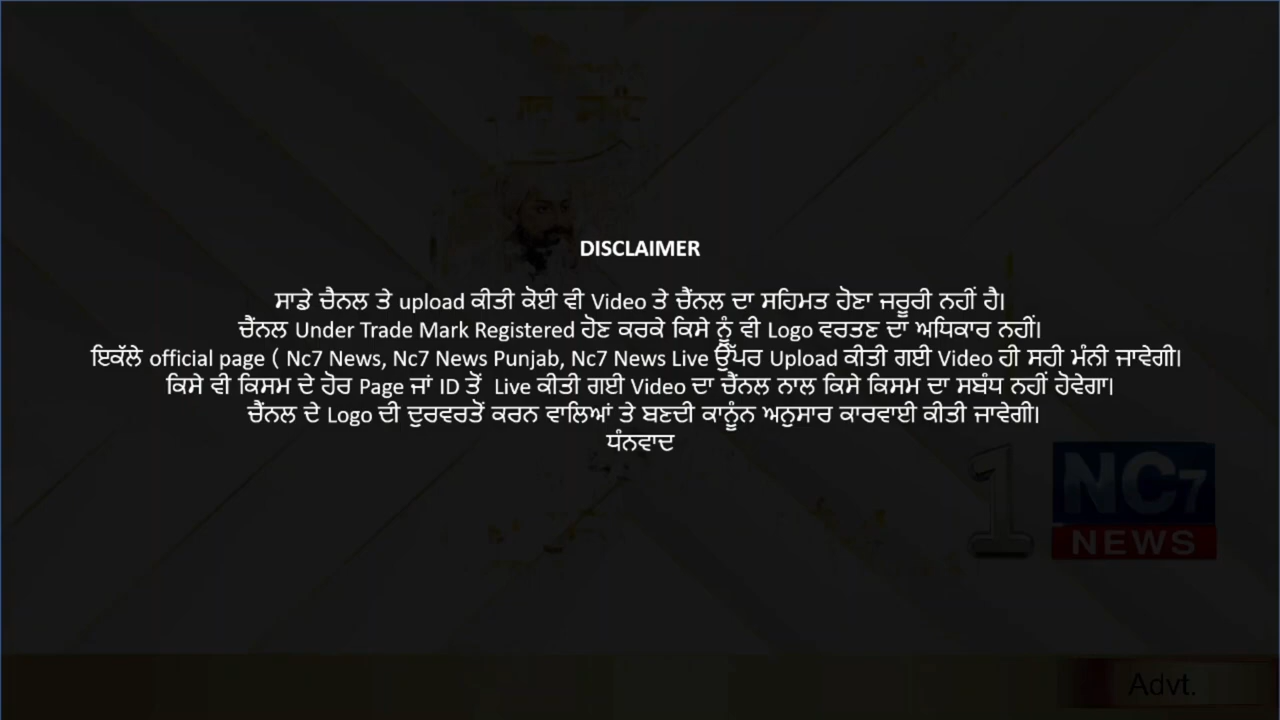 DISCLAIMER
ਸਾਡੇ ਚੈਨਲ ਤੇ upload ਕੀਤੀ ਕੋਈ ਵੀ Video ਤੇ ਚੈਂਨਲ ਦਾ ਸਹਿਮਤ ਹੋਣਾ ਜਰੂਰੀ ਨਹੀਂ ਹੈ।
ਚੈਂਨਲ Under Trade Mark Registered ਹੋਣ ਕਰਕੇ ਕਿਸੇ ਨੂੰ ਵੀ Logo ਵਰਤਣ ਦਾ ਅਧਿਕਾਰ ਨਹੀਂ।
ਇਕੱਲੇ official page ( Nc7 News, Nc7 News Punjab, Nc7 News Live ਉੱਪਰ Upload ਕੀਤੀ ਗਈ Video ਹੀ ਸਹੀ ਮੰਨੀ ਜਾਵੇਗੀ।
ਕਿਸੇ ਵੀ ਕਿਸਮ ਦੇ ਹੋਰ Page ਜਾਂ ID ਤੋਂ Live ਕੀਤੀ ਗਈ Video ਦਾ ਚੈਂਨਲ ਨਾਲ ਕਿਸੇ ਕਿਸਮ ਦਾ ਸਬੰਧ ਨਹੀਂ ਹੋਵੇਗਾ।
ਚੈਂਨਲ ਦੇ Logo ਦੀ ਦੁਰਵਰਤੋਂ ਕਰਨ ਵਾਲਿਆਂ ਤੇ ਬਣਦੀ ਕਾਨੂੰਨ ਅਨੁਸਾਰ ਕਾਰਵਾਈ ਕੀਤੀ ਜਾਵੇਗੀ।
ਧੰਨਵਾਦ
1 NC7
NEWS
Advt.